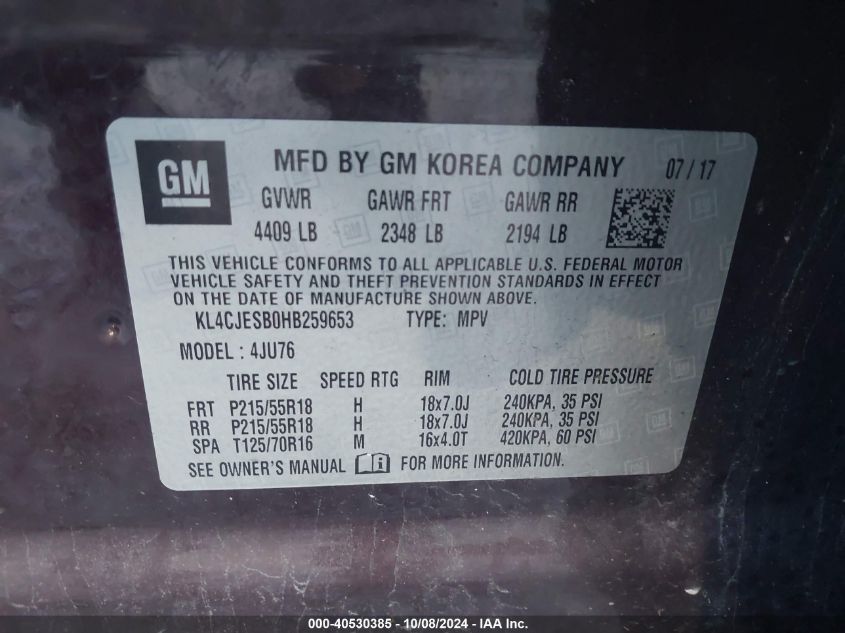 GM
MFD BY GM KOREA COMPANY 07/17
GVWR GAWR FRT GAWR RR
4409 LB 2348 LB 2194 LB
THIS VEHICLE CONFORMS TO ALL APPLICABLE U.S. FEDERAL MOTOR
VEHICLE SAFETY AND THEFT PREVENTION STANDARDS IN EFFECT
ON THE DATE OF MANUFACTURE SHOWN ABOVE.
KL4CJESB0HB259653 TYPE: MPV
MODEL : 4JU76
TIRE SIZE SPEED RTG RIM COLD TIRE PRESSURE
FRT P215/55R18 H 18x7.0J 240KPA, 35 PSI
RR P215/55R18 H 18x7.0J 240KPA, 35 PSI
SPA T125/70R16 M 16x4.0T 420KPA, 60 PSI
SEE OWNER'S MANUAL FOR MORE INFORMATION.
000-40530385 - 10/08/2024 - IAA Inc.